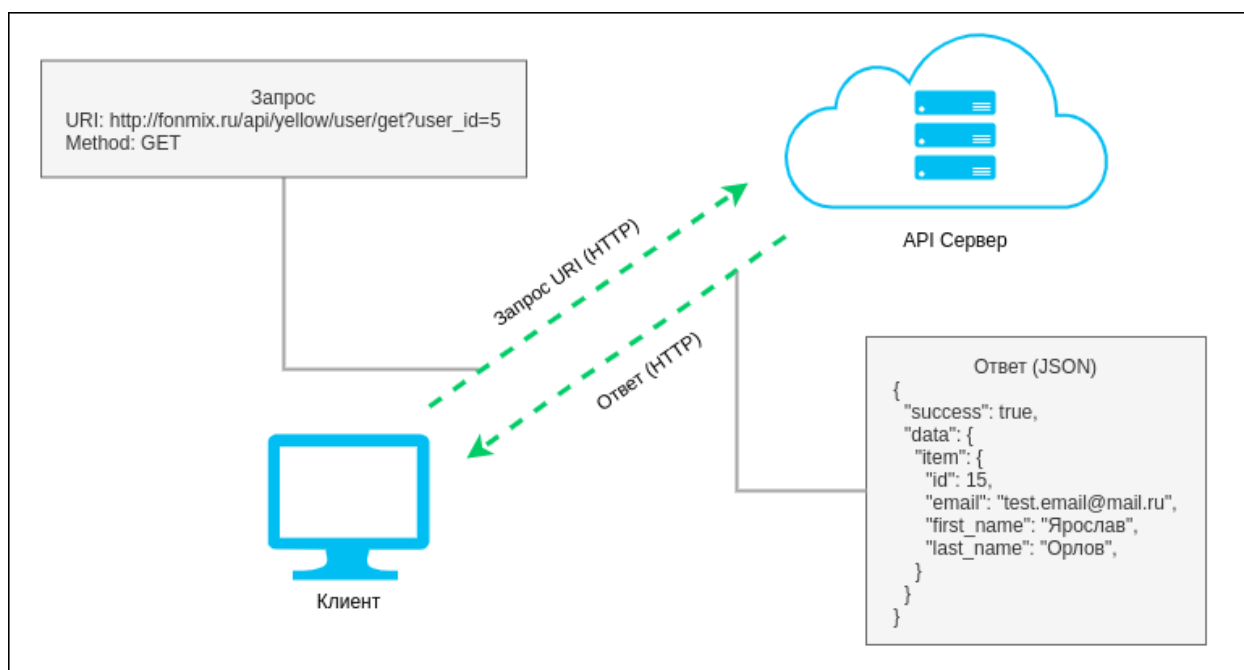 Запрос
URI: http://fonmix.ru/api/yellow/user/get?user_id=5
Method: GET
API Сервер
Запрос URI (HTTP)
Ответ (HTTP)
Ответ (JSON)
{
"success": true,
"data": {
"item": {
"id": 15,
"email": "test.email@mail.ru",
"first_name": "Ярослав",
"last_name": "Орлов",
}
}
}
Клиент